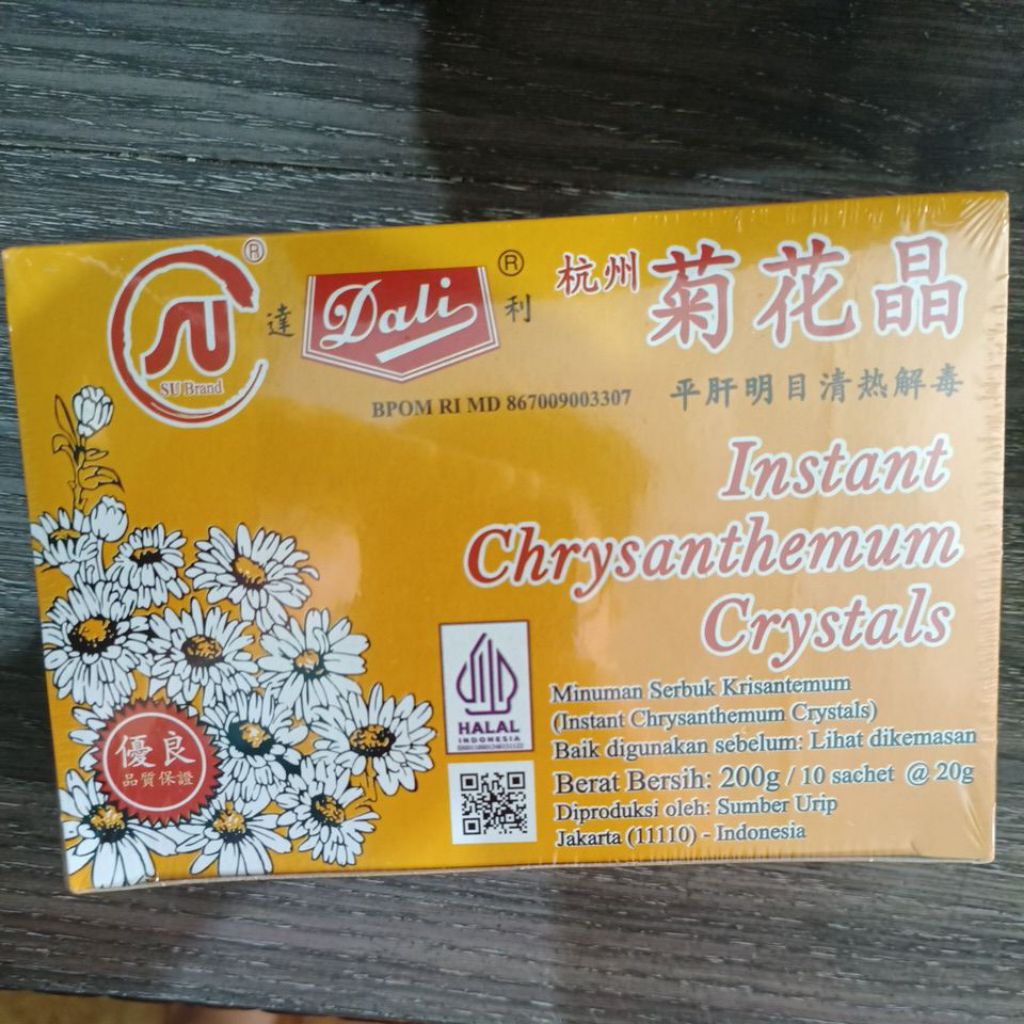 SU Brand
®
達 Dali 利
®
杭州 菊花晶
BPOM RI MD 867009003307
平肝明目清热解毒
Instant
Chrysanthemum
Crystals
HALAL
INDONESIA
Minuman Serbuk Krisantemum
(Instant Chrysanthemum Crystals)
Baik digunakan sebelum: Lihat dikemasan
Berat Bersih: 200g / 10 sachet @ 20g
Diproduksi oleh: Sumber Urip
Jakarta (11110) - Indonesia
優良
品質保證